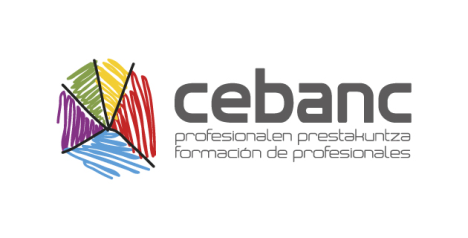 cebanc
profesionalen prestakuntza
formación de profesionales